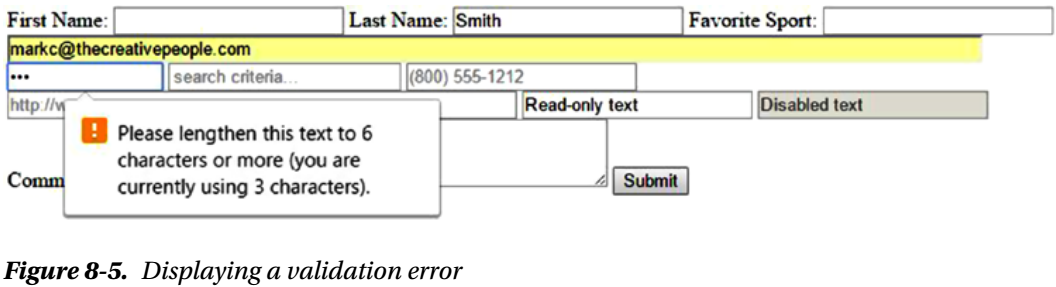 First Name: Last Name: Smith Favorite Sport:
markc@thecreativepeople.com
••• search criteria... (800) 555-1212
http://w Read-only text Disabled text
! Please lengthen this text to 6
characters or more (you are
currently using 3 characters).
Comm Submit
Figure 8-5. Displaying a validation error